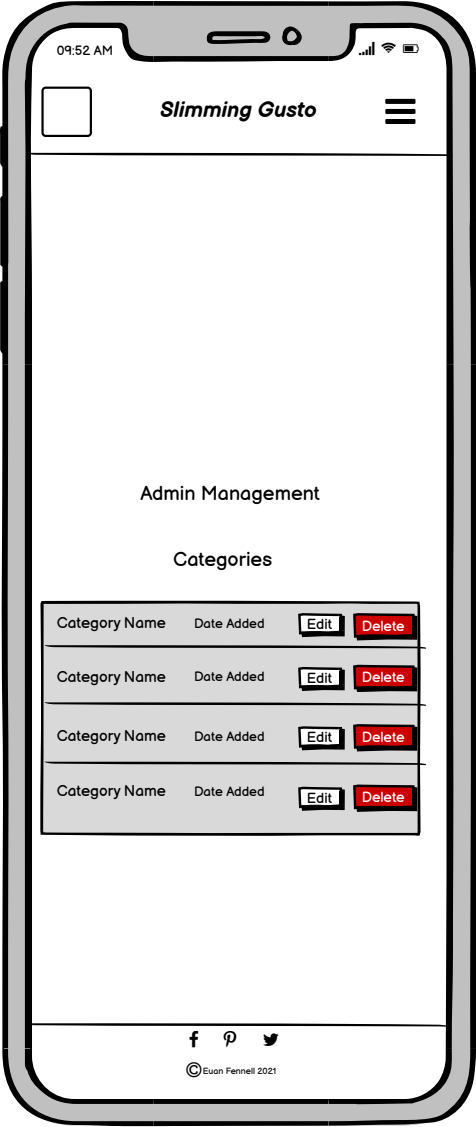 09:52 AM
Slimming Gusto
Admin Management
Categories
Category Name Date Added Edit Delete
Category Name Date Added Edit Delete
Category Name Date Added Edit Delete
Category Name Date Added Edit Delete
©Euan Fennell 2021